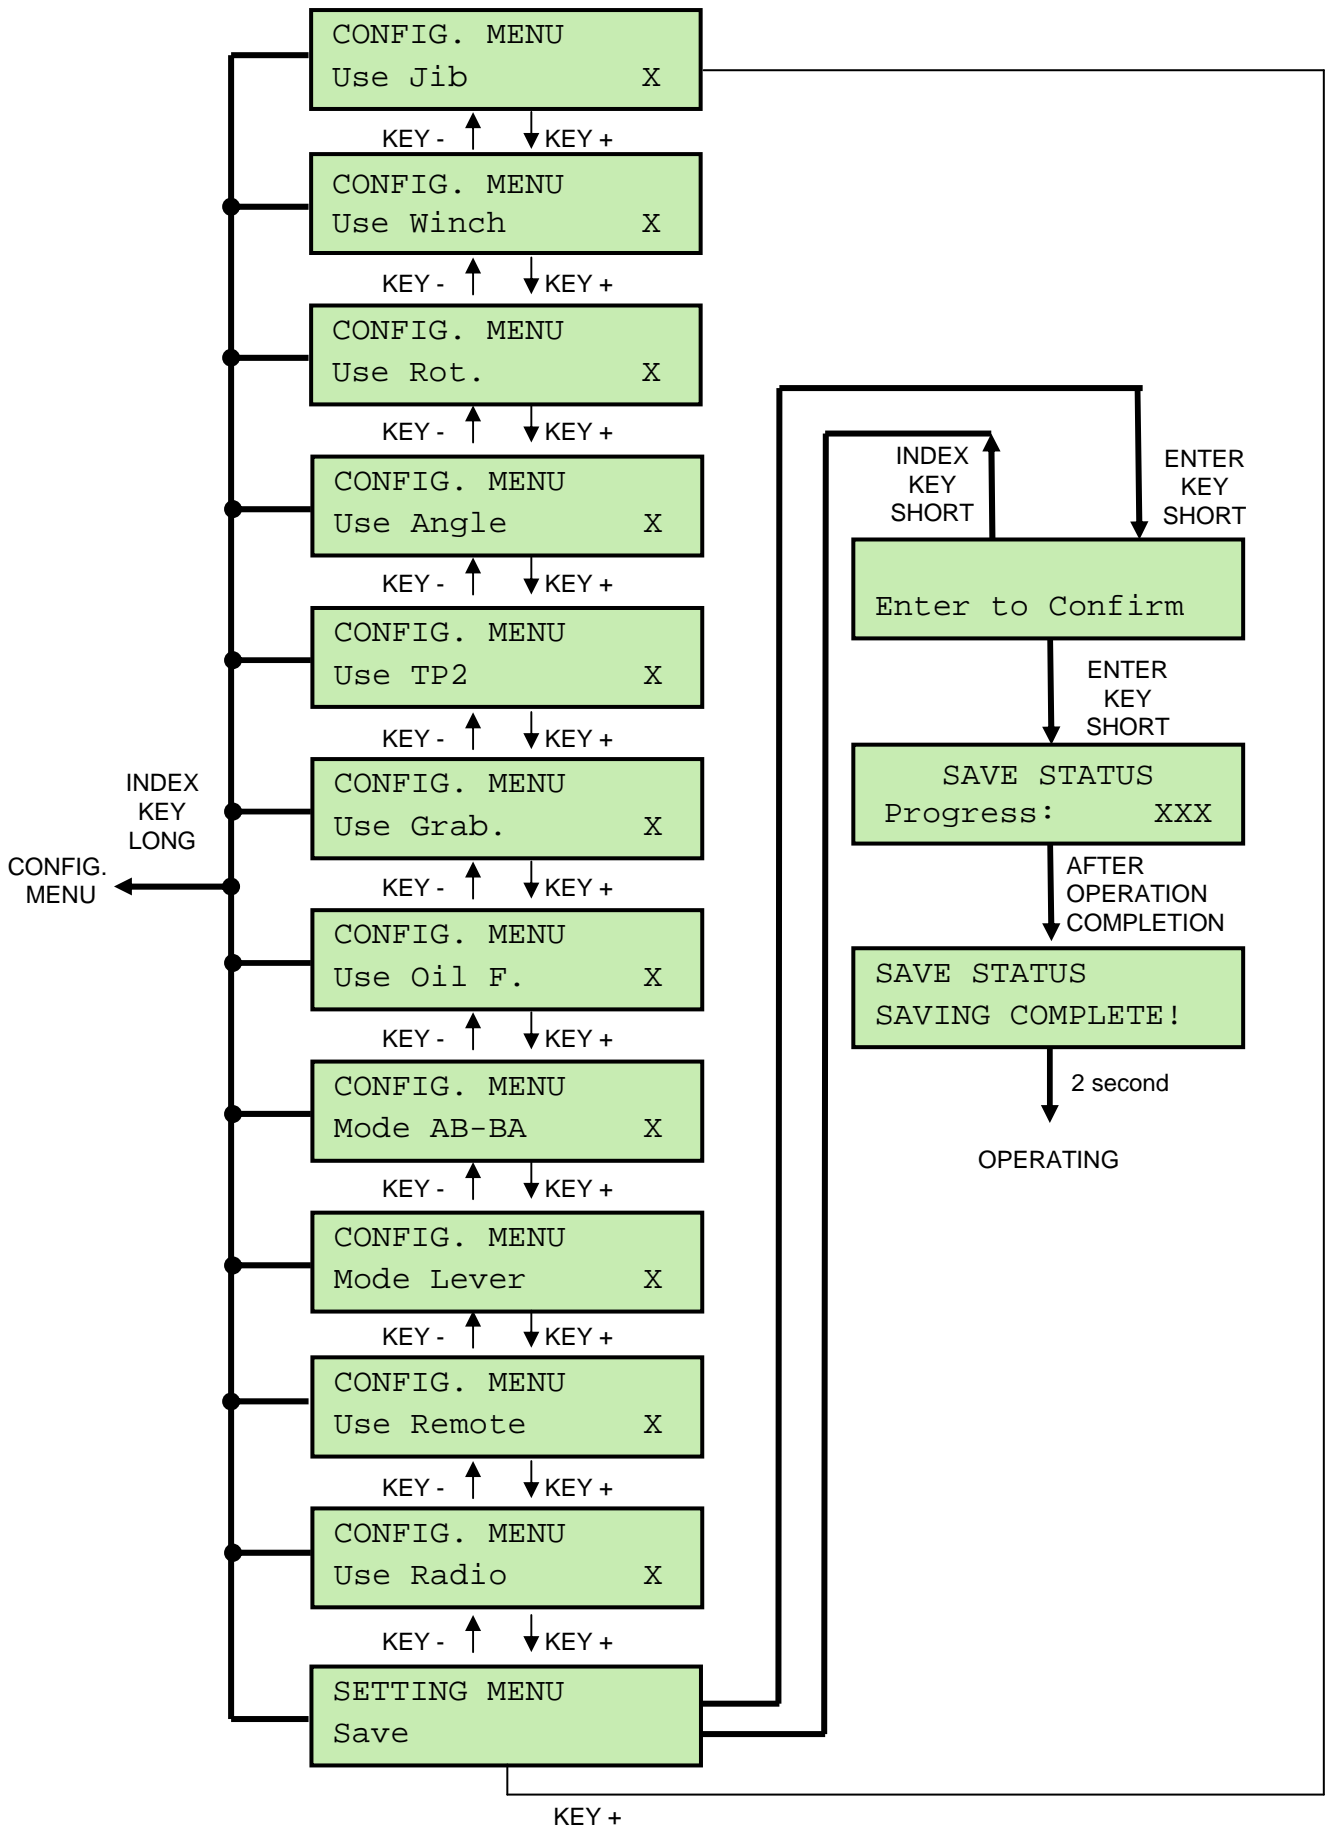 CONFIG. MENU
Use Jib X
KEY - KEY +
CONFIG. MENU
Use Winch X
KEY - KEY +
CONFIG. MENU
Use Rot. X
KEY - KEY +
CONFIG. MENU
Use Angle X
KEY - KEY +
CONFIG. MENU
Use TP2 X
KEY - KEY +
CONFIG. MENU
Use Grab. X
KEY - KEY +
CONFIG. MENU
Use Oil F. X
KEY - KEY +
CONFIG. MENU
Mode AB-BA X
KEY - KEY +
CONFIG. MENU
Mode Lever X
KEY - KEY +
CONFIG. MENU
Use Remote X
KEY - KEY +
CONFIG. MENU
Use Radio X
KEY - KEY +
SETTING MENU
Save
KEY +
INDEX
KEY
LONG
CONFIG.
MENU
INDEX
KEY
SHORT
ENTER
KEY
SHORT
Enter to Confirm
ENTER
KEY
SHORT
SAVE STATUS
Progress: XXX
AFTER
OPERATION
COMPLETION
SAVE STATUS
SAVING COMPLETE!
2 second
OPERATING